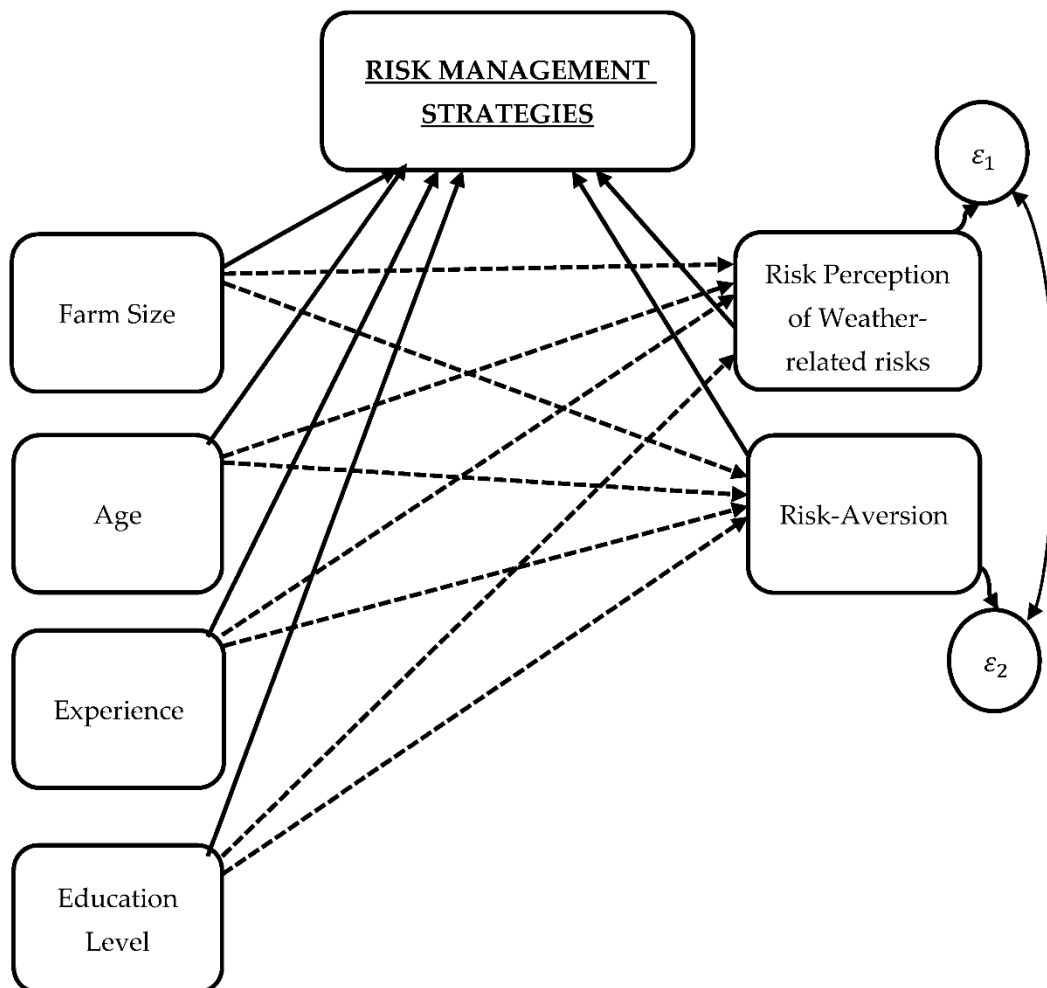 RISK MANAGEMENT
STRATEGIES
ε₁
Farm Size
Risk Perception
of Weather-
related risks
Age
Risk-Aversion
Experience
ε₂
Education
Level